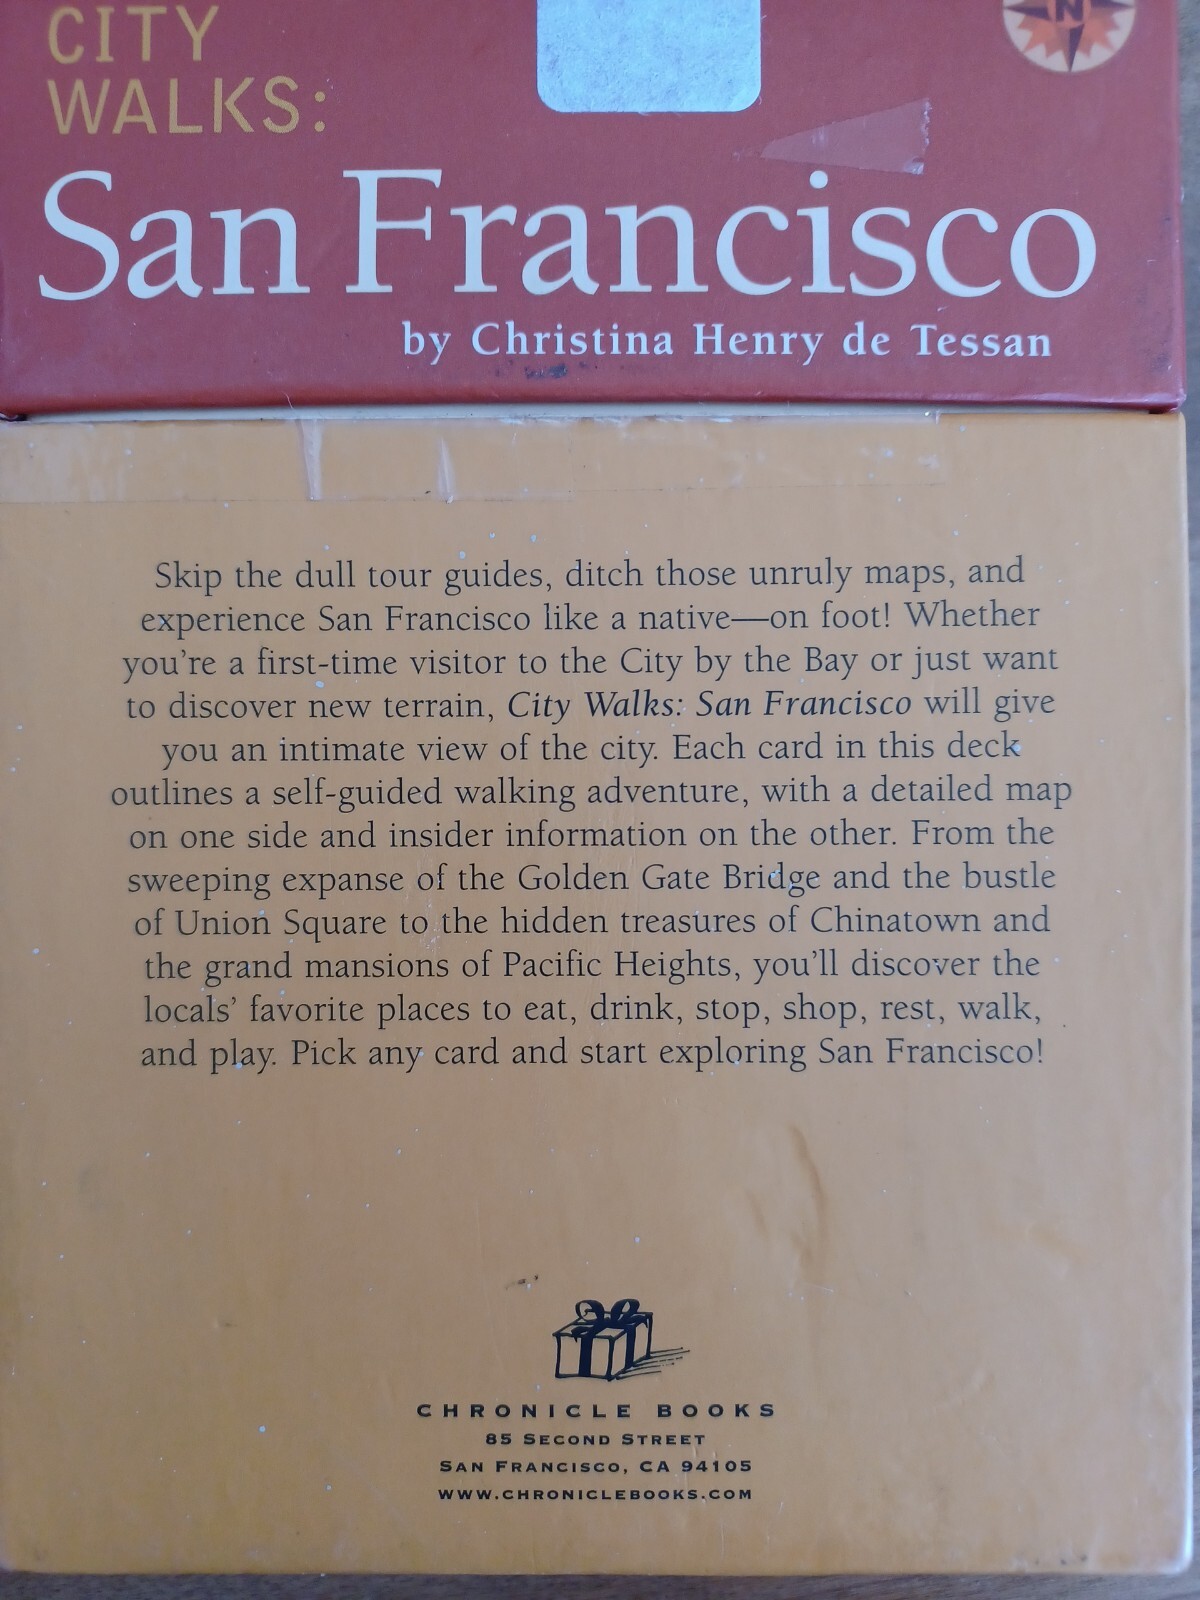 CITY
WALKS:
N
San Francisco
by Christina Henry de Tessan
Skip the dull tour guides, ditch those unruly maps, and
experience San Francisco like a native—on foot! Whether
you're a first-time visitor to the City by the Bay or just want
to discover new terrain, City Walks: San Francisco will give
you an intimate view of the city. Each card in this deck
outlines a self-guided walking adventure, with a detailed map
on one side and insider information on the other. From the
sweeping expanse of the Golden Gate Bridge and the bustle
of Union Square to the hidden treasures of Chinatown and
the grand mansions of Pacific Heights, you'll discover the
locals' favorite places to eat, drink, stop, shop, rest, walk,
and play. Pick any card and start exploring San Francisco!
CHRONICLE BOOKS
85 SECOND STREET
SAN FRANCISCO, CA 94105
WWW.CHRONICLEBOOKS.COM